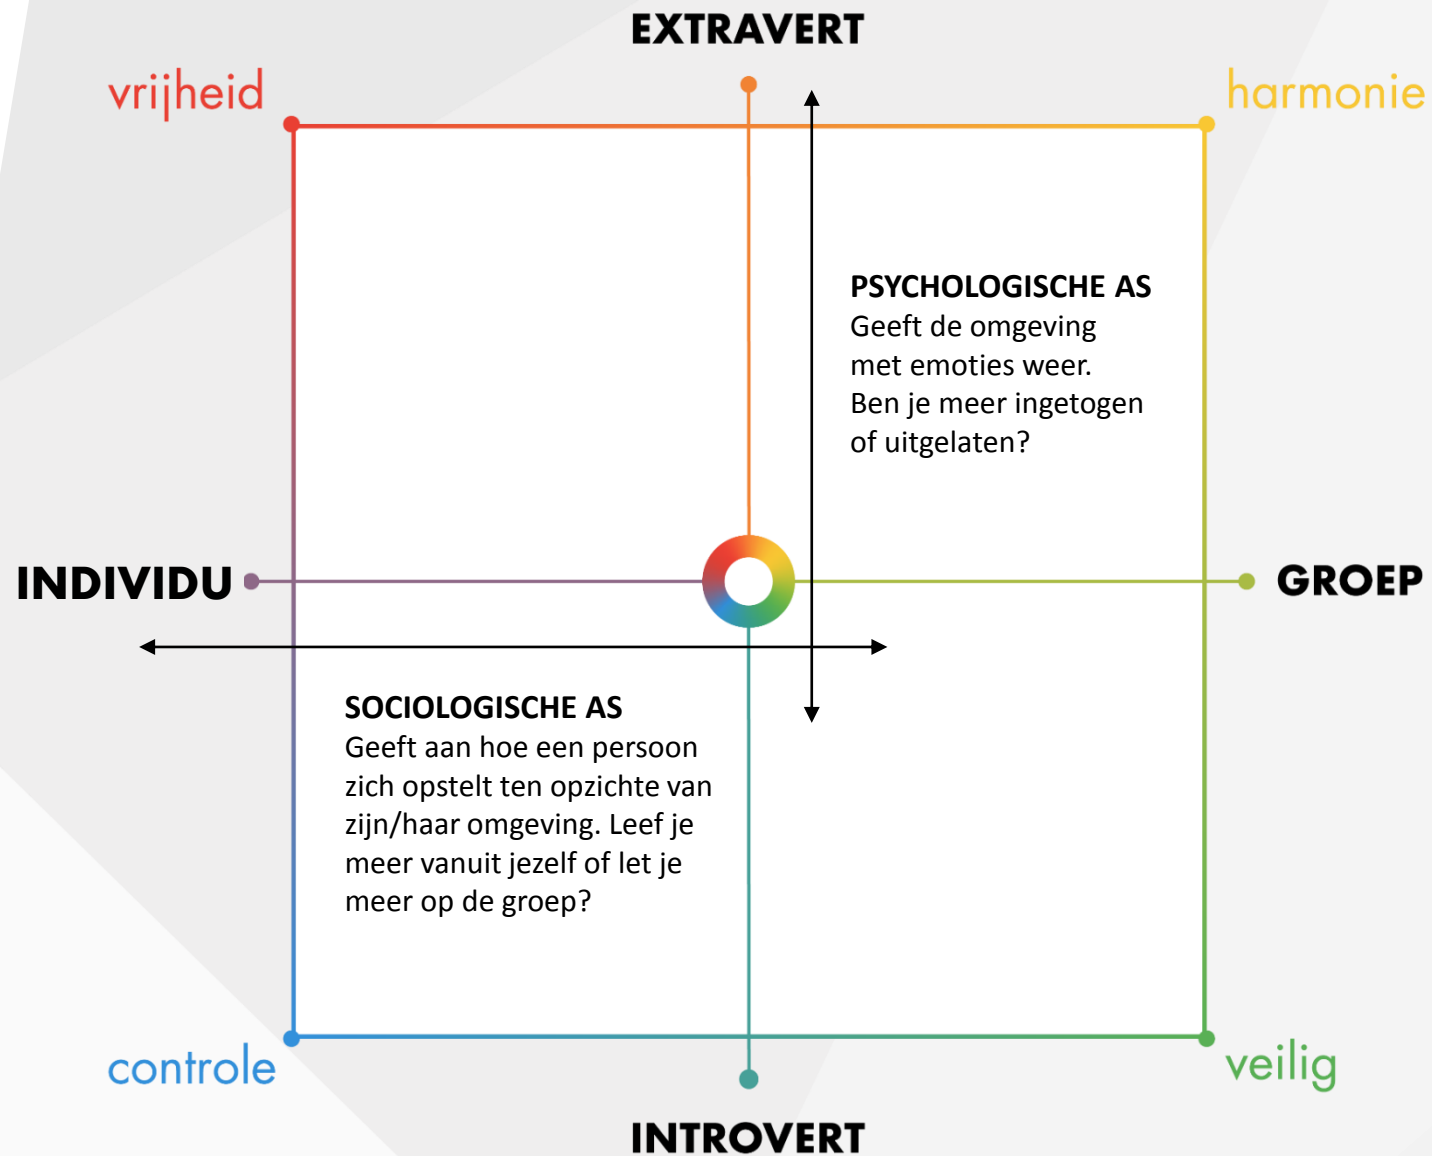 EXTRAVERT
vrijheid
harmonie
PSYCHOLOGISCHE AS
Geeft de omgeving
met emoties weer.
Ben je meer ingetogen
of uitgelaten?
INDIVIDU
GROEP
SOCIOLOGISCHE AS
Geeft aan hoe een persoon
zich opstelt ten opzichte van
zijn/haar omgeving. Leef je
meer vanuit jezelf of let je
meer op de groep?
controle
veilig
INTROVERT